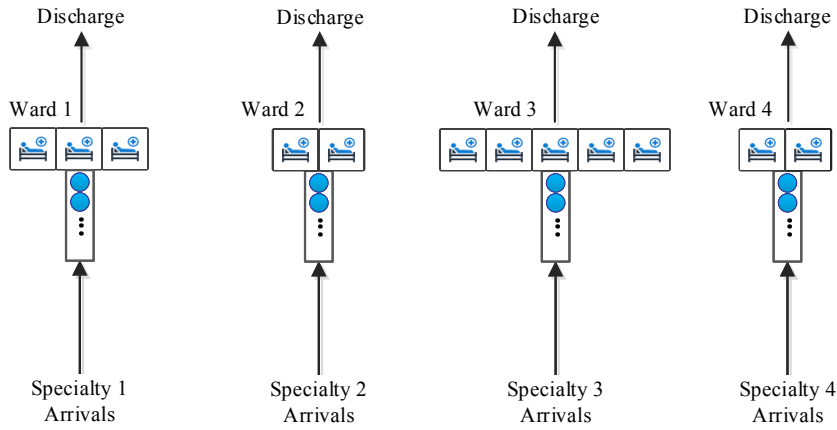 Discharge
Discharge
Discharge
Discharge
Ward 1
Ward 2
Ward 3
Ward 4
Specialty 1
Arrivals
Specialty 2
Arrivals
Specialty 3
Arrivals
Specialty 4
Arrivals